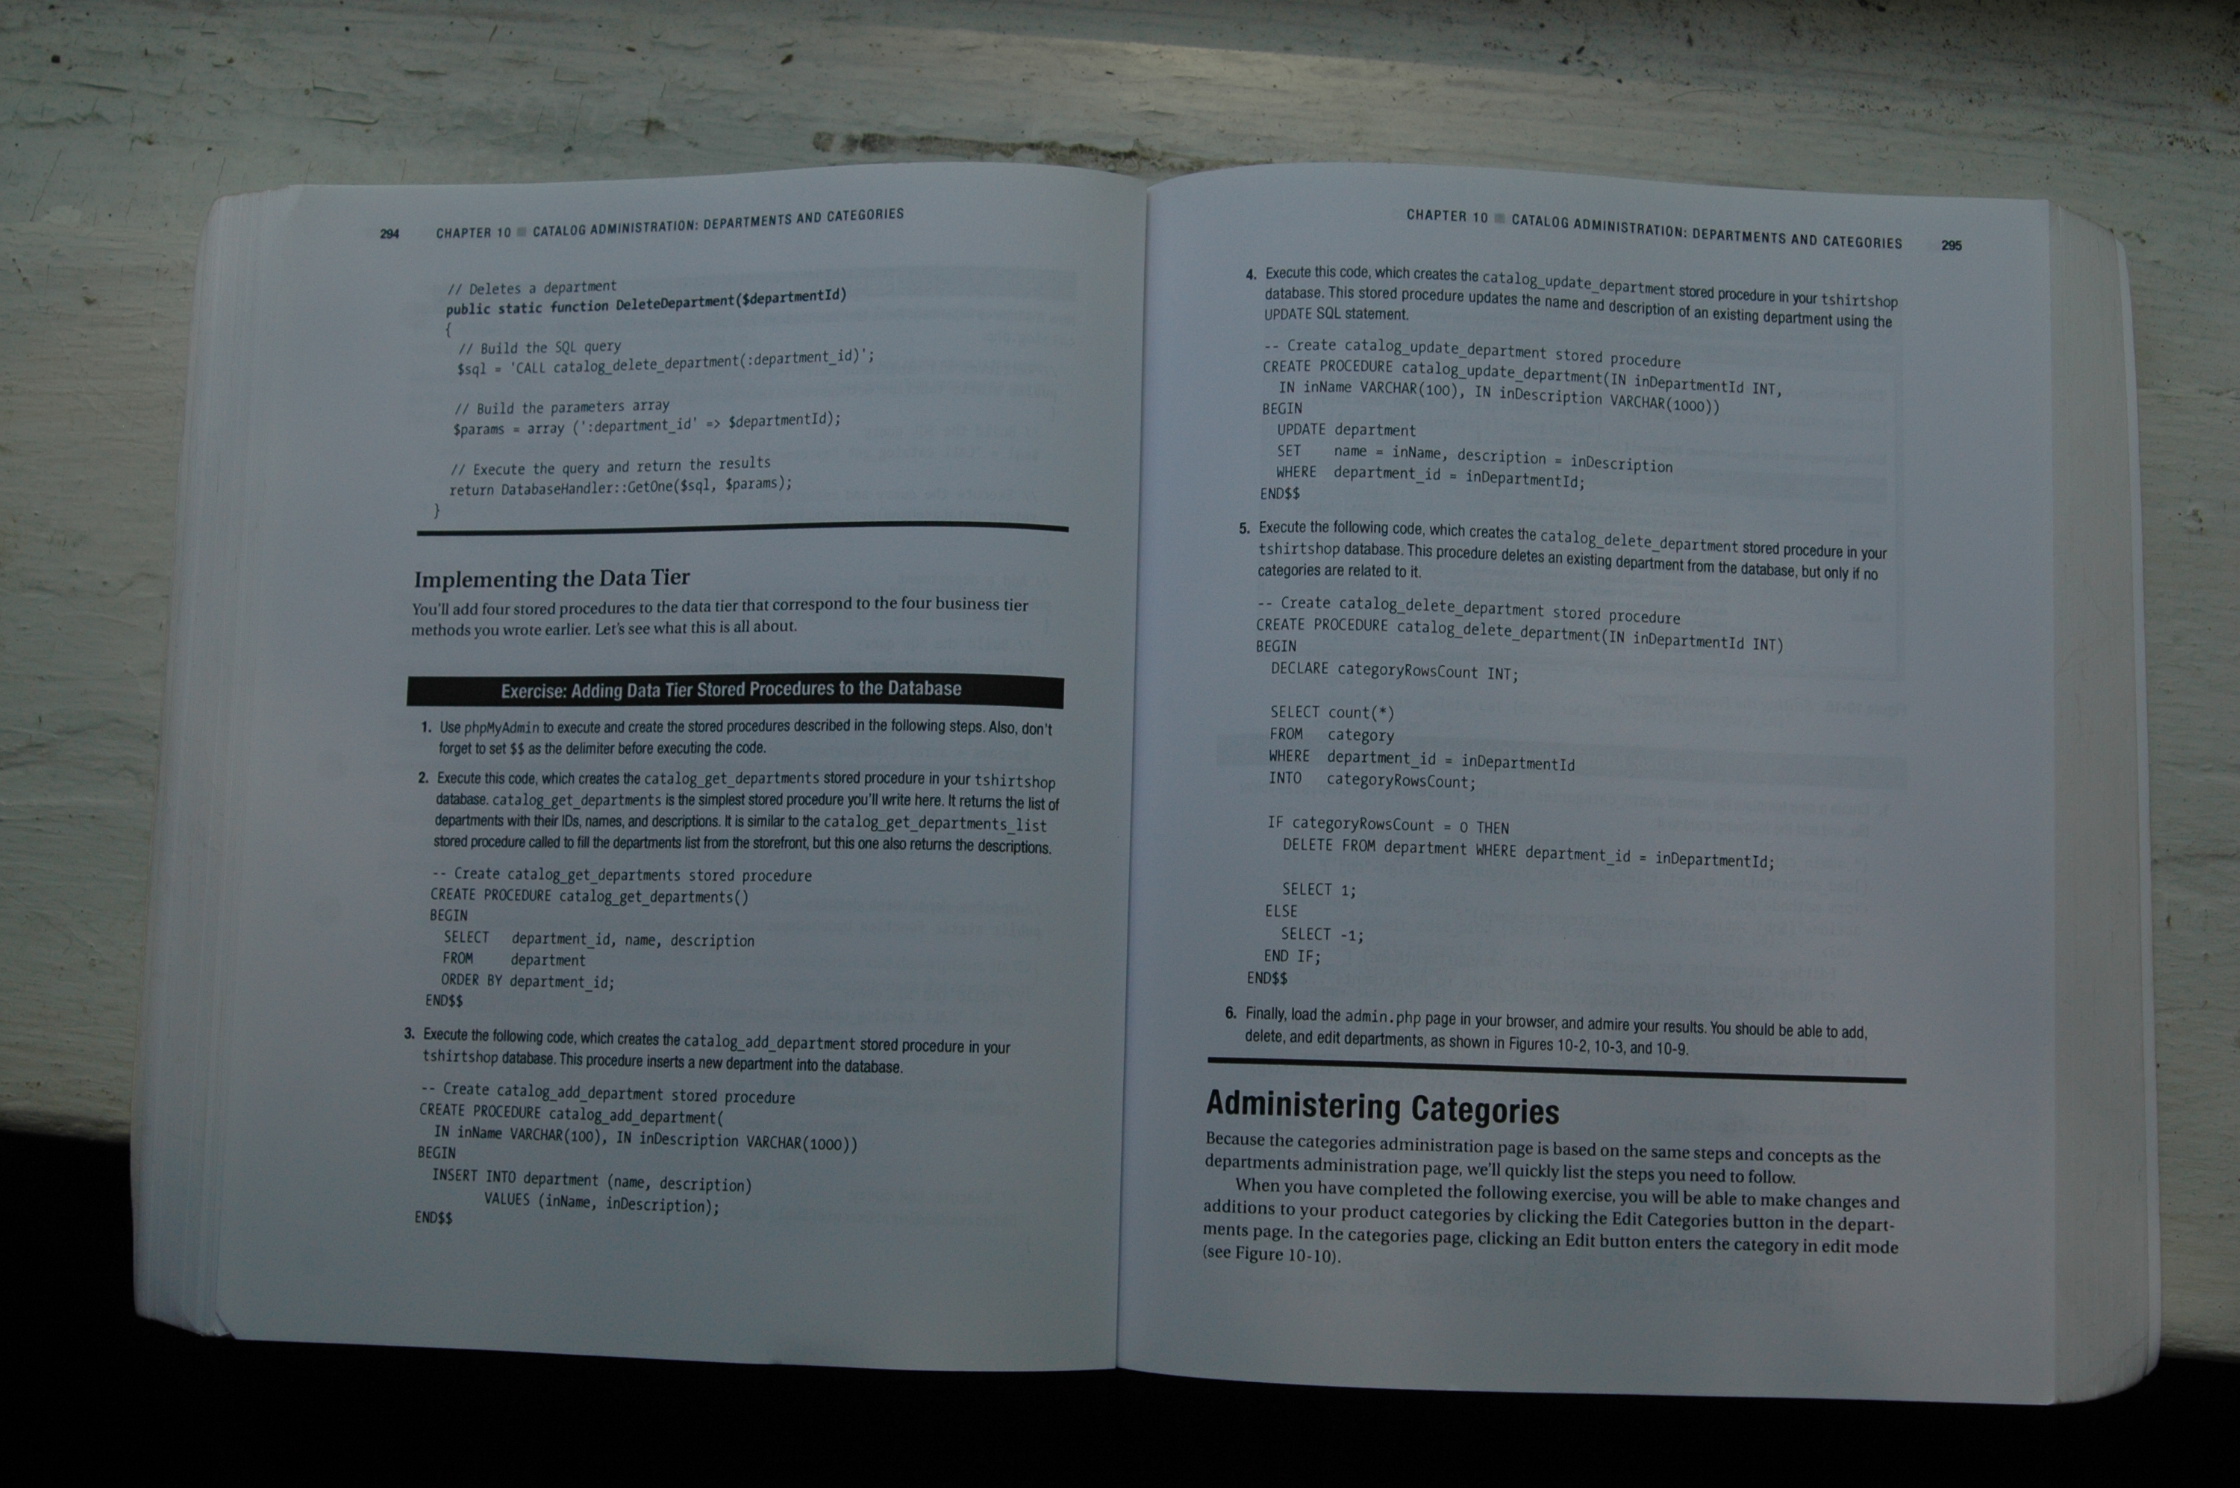 294 CHAPTER 10 ■ CATALOG ADMINISTRATION: DEPARTMENTS AND CATEGORIES
// Deletes a department
public static function DeleteDepartment($departmentId)
{
// Build the SQL query
$sql = 'CALL catalog_delete_department(:department_id)';
// Build the parameters array
$params = array (':department_id' => $departmentId);
// Execute the query and return the results
return DatabaseHandler::GetOne($sql, $params);
}
Implementing the Data Tier
You'll add four stored procedures to the data tier that correspond to the four business tier
methods you wrote earlier. Let's see what this is all about.
Exercise: Adding Data Tier Stored Procedures to the Database
1. Use phpMyAdmin to execute and create the stored procedures described in the following steps. Also, don't
forget to set $$ as the delimiter before executing the code.
2. Execute this code, which creates the catalog_get_departments stored procedure in your tshirtshop
database. catalog_get_departments is the simplest stored procedure you'll write here. It returns the list of
departments with their IDs, names, and descriptions. It is similar to the catalog_get_departments_list
stored procedure called to fill the departments list from the storefront, but this one also returns the descriptions.
-- Create catalog_get_departments stored procedure
CREATE PROCEDURE catalog_get_departments()
BEGIN
SELECT department_id, name, description
FROM department
ORDER BY department_id;
END$$
3. Execute the following code, which creates the catalog_add_department stored procedure in your
tshirtshop database. This procedure inserts a new department into the database.
-- Create catalog_add_department stored procedure
CREATE PROCEDURE catalog_add_department(
IN inName VARCHAR(100), IN inDescription VARCHAR(1000))
BEGIN
INSERT INTO department (name, description)
VALUES (inName, inDescription);
END$$
CHAPTER 10 ■ CATALOG ADMINISTRATION: DEPARTMENTS AND CATEGORIES 295
4. Execute this code, which creates the catalog_update_department stored procedure in your tshirtshop
database. This stored procedure updates the name and description of an existing department using the
UPDATE SQL statement.
-- Create catalog_update_department stored procedure
CREATE PROCEDURE catalog_update_department(IN inDepartmentId INT,
IN inName VARCHAR(100), IN inDescription VARCHAR(1000))
BEGIN
UPDATE department
SET name = inName, description = inDescription
WHERE department_id = inDepartmentId;
END$$
5. Execute the following code, which creates the catalog_delete_department stored procedure in your
tshirtshop database. This procedure deletes an existing department from the database, but only if no
categories are related to it.
-- Create catalog_delete_department stored procedure
CREATE PROCEDURE catalog_delete_department(IN inDepartmentId INT)
BEGIN
DECLARE categoryRowsCount INT;
SELECT count(*)
FROM category
WHERE department_id = inDepartmentId
INTO categoryRowsCount;
IF categoryRowsCount = 0 THEN
DELETE FROM department WHERE department_id = inDepartmentId;
SELECT 1;
ELSE
SELECT -1;
END IF;
END$$
6. Finally, load the admin.php page in your browser, and admire your results. You should be able to add,
delete, and edit departments, as shown in Figures 10-2, 10-3, and 10-9.
Administering Categories
Because the categories administration page is based on the same steps and concepts as the
departments administration page, we'll quickly list the steps you need to follow.
When you have completed the following exercise, you will be able to make changes and
additions to your product categories by clicking the Edit Categories button in the depart-
ments page. In the categories page, clicking an Edit button enters the category in edit mode
(see Figure 10-10).